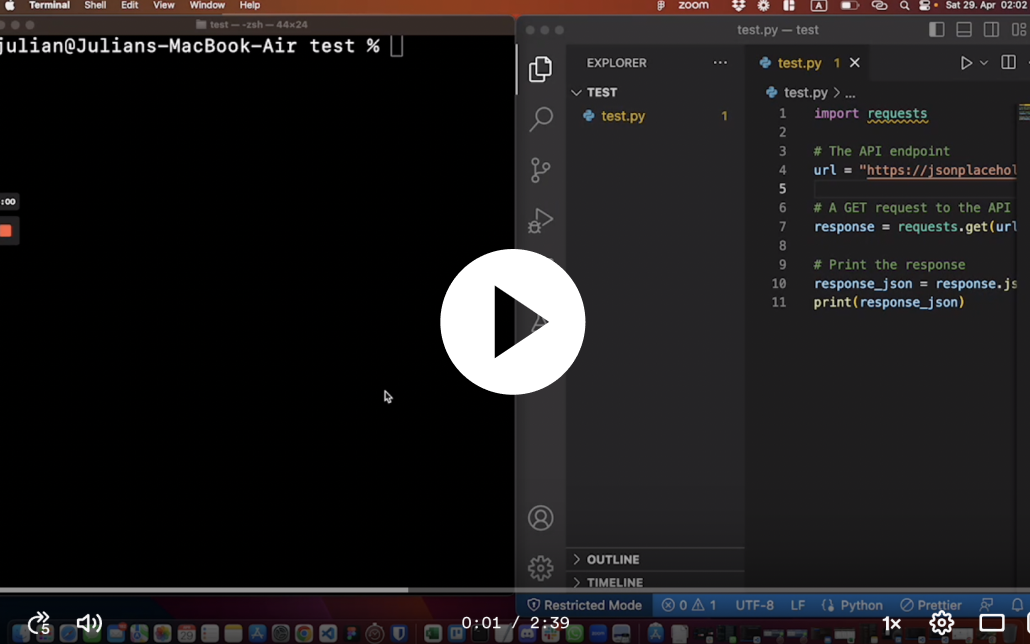 Terminal Shell Edit View Window Help zoom A Sat 29. Apr 02:02
test — -zsh — 44×24
julian@Julians-MacBook-Air test %
:00
test.py — test
EXPLORER
TEST
test.py 1
test.py 1
test.py > ...
1 import requests
2
3 # The API endpoint
4 url = "https://jsonplacehol
5
6 # A GET request to the API
7 response = requests.get(url
8
9 # Print the response
10 response_json = response.js
11 print(response_json)
OUTLINE
TIMELINE
Restricted Mode 0 1 UTF-8 LF Python Prettier
5 0:01 / 2:39 1×